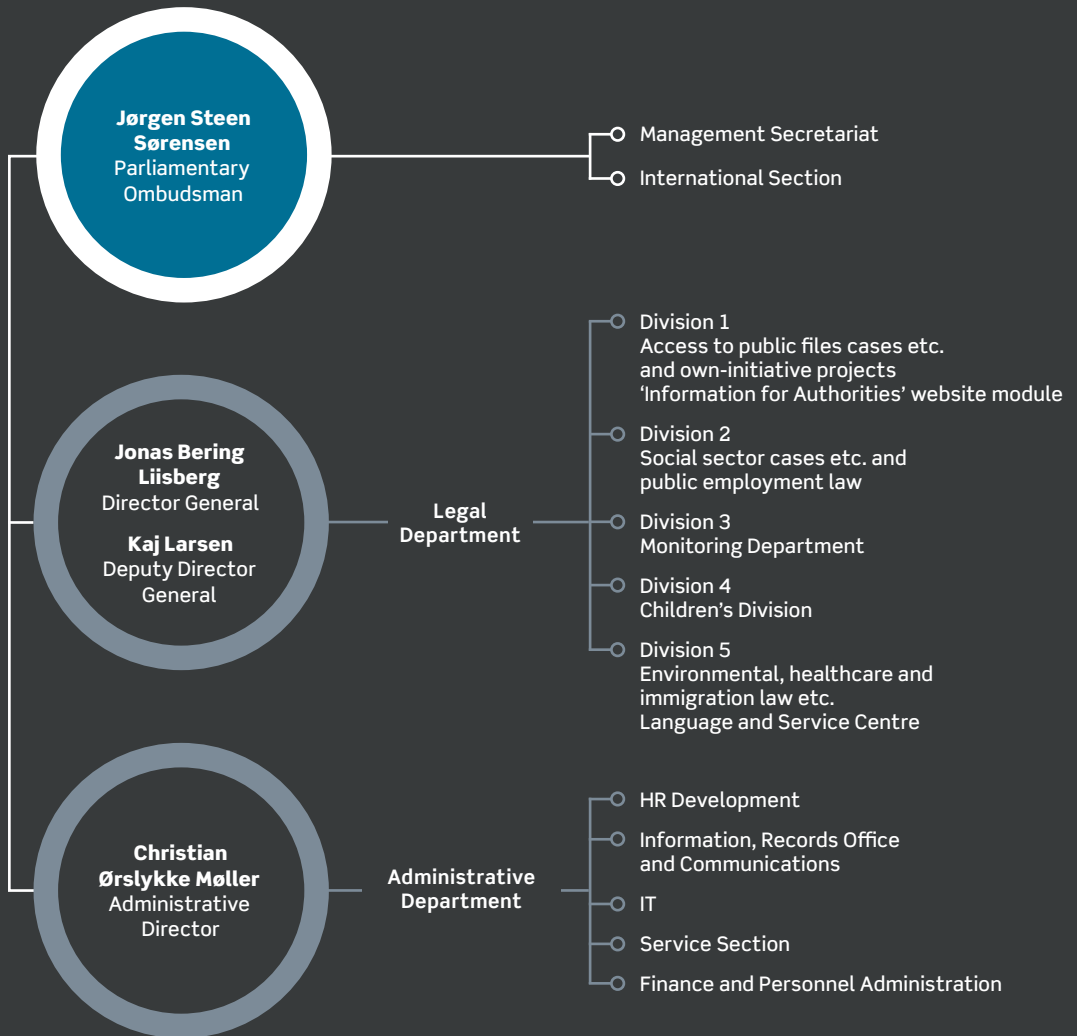 Jørgen Steen
Sørensen
Parliamentary
Ombudsman
Management Secretariat
International Section
Jonas Bering
Liisberg
Director General
Kaj Larsen
Deputy Director
General
Legal
Department
Division 1
Access to public files cases etc.
and own-initiative projects
‘Information for Authorities’ website module
Division 2
Social sector cases etc. and
public employment law
Division 3
Monitoring Department
Division 4
Children’s Division
Division 5
Environmental, healthcare and
immigration law etc.
Language and Service Centre
Christian
Ørslykke Møller
Administrative
Director
Administrative
Department
HR Development
Information, Records Office
and Communications
IT
Service Section
Finance and Personnel Administration